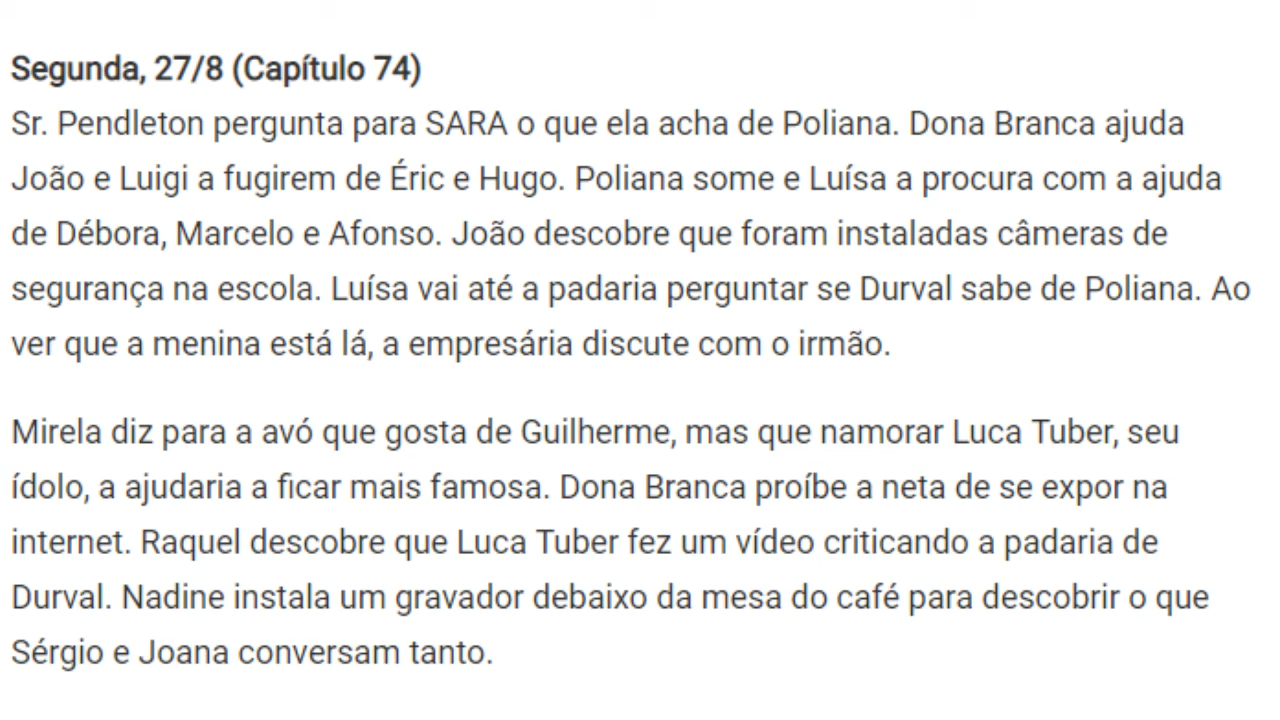 Segunda, 27/8 (Capítulo 74)
Sr. Pendleton pergunta para SARA o que ela acha de Poliana. Dona Branca ajuda
João e Luigi a fugirem de Éric e Hugo. Poliana some e Luísa a procura com a ajuda
de Débora, Marcelo e Afonso. João descobre que foram instaladas câmeras de
segurança na escola. Luísa vai até a padaria perguntar se Durval sabe de Poliana. Ao
ver que a menina está lá, a empresária discute com o irmão.
Mirela diz para a avó que gosta de Guilherme, mas que namorar Luca Tuber, seu
ídolo, a ajudaria a ficar mais famosa. Dona Branca proíbe a neta de se expor na
internet. Raquel descobre que Luca Tuber fez um vídeo criticando a padaria de
Durval. Nadine instala um gravador debaixo da mesa do café para descobrir o que
Sérgio e Joana conversam tanto.